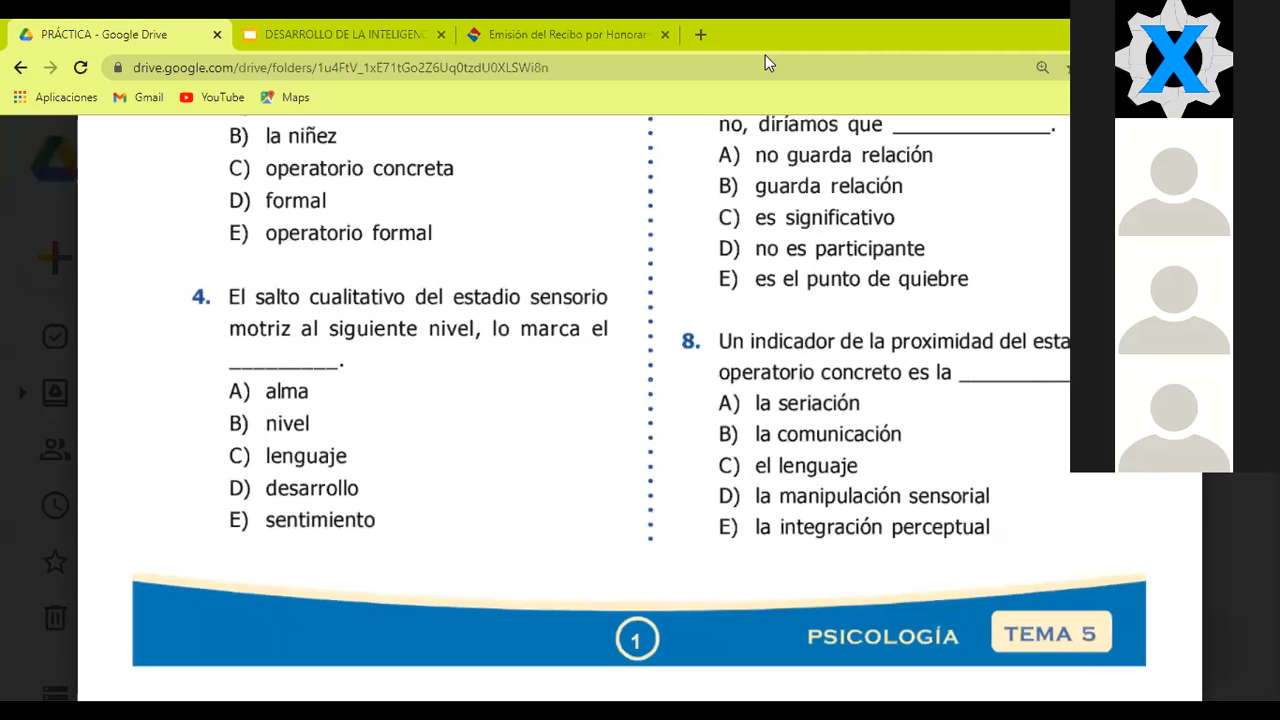 PRÁCTICA - Google Drive
DESARROLLO DE LA INTELIGENC
Emisión del Recibo por Honorar
drive.google.com/drive/folders/1u4FtV_1xE71tGo2Z6Uq0tzdU0XLSWi8n
Aplicaciones
Gmail
YouTube
Maps
B) la niñez
C) operatorio concreta
D) formal
E) operatorio formal
4. El salto cualitativo del estadio sensorio
motriz al siguiente nivel, lo marca el
_________.
A) alma
B) nivel
C) lenguaje
D) desarrollo
E) sentimiento
no, diríamos que _____________.
A) no guarda relación
B) guarda relación
C) es significativo
D) no es participante
E) es el punto de quiebre
8. Un indicador de la proximidad del esta
operatorio concreto es la _________
A) la seriación
B) la comunicación
C) el lenguaje
D) la manipulación sensorial
E) la integración perceptual
1
PSICOLOGÍA
TEMA 5
X